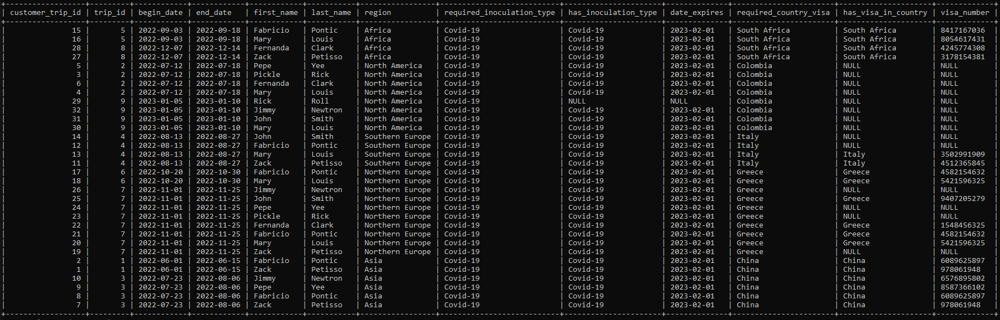 | customer_trip_id | trip_id | begin_date | end_date | first_name | last_name | region | required_inoculation_type | has_inoculation_type | date_expires | required_country_visa | has_visa_in_country | visa_number |
| 15 | 5 | 2022-09-03 | 2022-09-18 | Fabricio | Pontic | Africa | Covid-19 | Covid-19 | 2023-02-01 | South Africa | South Africa | 8417167036 |
| 16 | 5 | 2022-09-03 | 2022-09-18 | Mary | Louis | Africa | Covid-19 | Covid-19 | 2023-02-01 | South Africa | South Africa | 8054617431 |
| 28 | 8 | 2022-12-07 | 2022-12-14 | Fernanda | Clark | Africa | Covid-19 | Covid-19 | 2023-02-01 | South Africa | South Africa | 4245774308 |
| 27 | 8 | 2022-12-07 | 2022-12-14 | Zack | Petisso | Africa | Covid-19 | Covid-19 | 2023-02-01 | South Africa | South Africa | 3178154381 |
| 5 | 2 | 2022-07-12 | 2022-07-18 | Pepe | Yee | North America | Covid-19 | Covid-19 | 2023-02-01 | Colombia | NULL | NULL |
| 3 | 2 | 2022-07-12 | 2022-07-18 | Pickle | Rick | North America | Covid-19 | Covid-19 | 2023-02-01 | Colombia | NULL | NULL |
| 6 | 2 | 2022-07-12 | 2022-07-18 | Fernanda | Clark | North America | Covid-19 | Covid-19 | 2023-02-01 | Colombia | NULL | NULL |
| 4 | 2 | 2022-07-12 | 2022-07-18 | Mary | Louis | North America | Covid-19 | Covid-19 | 2023-02-01 | Colombia | NULL | NULL |
| 29 | 9 | 2023-01-05 | 2023-01-10 | Rick | Roll | North America | Covid-19 | NULL | NULL | Colombia | NULL | NULL |
| 32 | 9 | 2023-01-05 | 2023-01-10 | Jimmy | Newtron | North America | Covid-19 | Covid-19 | 2023-02-01 | Colombia | NULL | NULL |
| 31 | 9 | 2023-01-05 | 2023-01-10 | John | Smith | North America | Covid-19 | Covid-19 | 2023-02-01 | Colombia | NULL | NULL |
| 30 | 9 | 2023-01-05 | 2023-01-10 | Mary | Louis | North America | Covid-19 | Covid-19 | 2023-02-01 | Colombia | NULL | NULL |
| 14 | 4 | 2022-08-13 | 2022-08-27 | John | Smith | Southern Europe | Covid-19 | Covid-19 | 2023-02-01 | Italy | NULL | NULL |
| 12 | 4 | 2022-08-13 | 2022-08-27 | Fabricio | Pontic | Southern Europe | Covid-19 | Covid-19 | 2023-02-01 | Italy | NULL | NULL |
| 13 | 4 | 2022-08-13 | 2022-08-27 | Mary | Louis | Southern Europe | Covid-19 | Covid-19 | 2023-02-01 | Italy | Italy | 3502991909 |
| 11 | 4 | 2022-08-13 | 2022-08-27 | Zack | Petisso | Southern Europe | Covid-19 | Covid-19 | 2023-02-01 | Italy | Italy | 4512365845 |
| 17 | 6 | 2022-10-20 | 2022-10-30 | Fabricio | Pontic | Northern Europe | Covid-19 | Covid-19 | 2023-02-01 | Greece | Greece | 4582154632 |
| 18 | 6 | 2022-10-20 | 2022-10-30 | Mary | Louis | Northern Europe | Covid-19 | Covid-19 | 2023-02-01 | Greece | Greece | 5421596325 |
| 26 | 7 | 2022-11-01 | 2022-11-25 | Jimmy | Newtron | Northern Europe | Covid-19 | Covid-19 | 2023-02-01 | Greece | NULL | NULL |
| 25 | 7 | 2022-11-01 | 2022-11-25 | John | Smith | Northern Europe | Covid-19 | Covid-19 | 2023-02-01 | Greece | Greece | 9407205279 |
| 24 | 7 | 2022-11-01 | 2022-11-25 | Pepe | Yee | Northern Europe | Covid-19 | Covid-19 | 2023-02-01 | Greece | NULL | NULL |
| 23 | 7 | 2022-11-01 | 2022-11-25 | Pickle | Rick | Northern Europe | Covid-19 | Covid-19 | 2023-02-01 | Greece | NULL | NULL |
| 22 | 7 | 2022-11-01 | 2022-11-25 | Fernanda | Clark | Northern Europe | Covid-19 | Covid-19 | 2023-02-01 | Greece | Greece | 1548456325 |
| 21 | 7 | 2022-11-01 | 2022-11-25 | Fabricio | Pontic | Northern Europe | Covid-19 | Covid-19 | 2023-02-01 | Greece | Greece | 4582154632 |
| 20 | 7 | 2022-11-01 | 2022-11-25 | Mary | Louis | Northern Europe | Covid-19 | Covid-19 | 2023-02-01 | Greece | Greece | 5421596325 |
| 19 | 7 | 2022-11-01 | 2022-11-25 | Zack | Petisso | Northern Europe | Covid-19 | Covid-19 | 2023-02-01 | Greece | NULL | NULL |
| 2 | 1 | 2022-06-01 | 2022-06-15 | Fabricio | Pontic | Asia | Covid-19 | Covid-19 | 2023-02-01 | China | China | 6089625897 |
| 1 | 1 | 2022-06-01 | 2022-06-15 | Zack | Petisso | Asia | Covid-19 | Covid-19 | 2023-02-01 | China | China | 978061948 |
| 10 | 3 | 2022-07-23 | 2022-08-06 | Jimmy | Newtron | Asia | Covid-19 | Covid-19 | 2023-02-01 | China | China | 6576895802 |
| 9 | 3 | 2022-07-23 | 2022-08-06 | Pepe | Yee | Asia | Covid-19 | Covid-19 | 2023-02-01 | China | China | 8587366102 |
| 8 | 3 | 2022-07-23 | 2022-08-06 | Fabricio | Pontic | Asia | Covid-19 | Covid-19 | 2023-02-01 | China | China | 6089625897 |
| 7 | 3 | 2022-07-23 | 2022-08-06 | Zack | Petisso | Asia | Covid-19 | Covid-19 | 2023-02-01 | China | China | 978061948 |